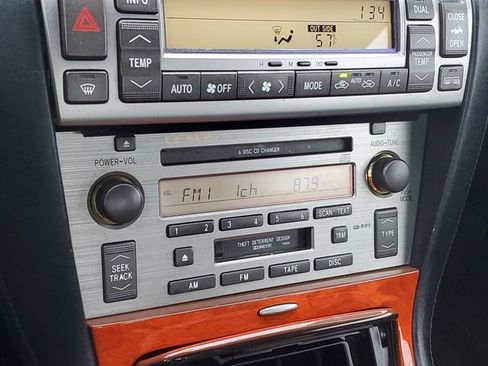 INFO
134
DUAL
CLOSE
OPEN
OUT SIDE
57°F
TEMP
PASSENGER
TEMP
H M
AUTO
OFF
MODE
AUTO
A/C
POWER-VOL
6 DISC CD CHANGER
AUDIO-TUNE
MODE
ASL
FM1 1ch 87.9
1 2 3 4 5 6 SCAN TEXT
THEFT DETERRENT DESIGN
TRAF
SEEK
TRACK
TYPE
AM
FM
TAPE
DISC